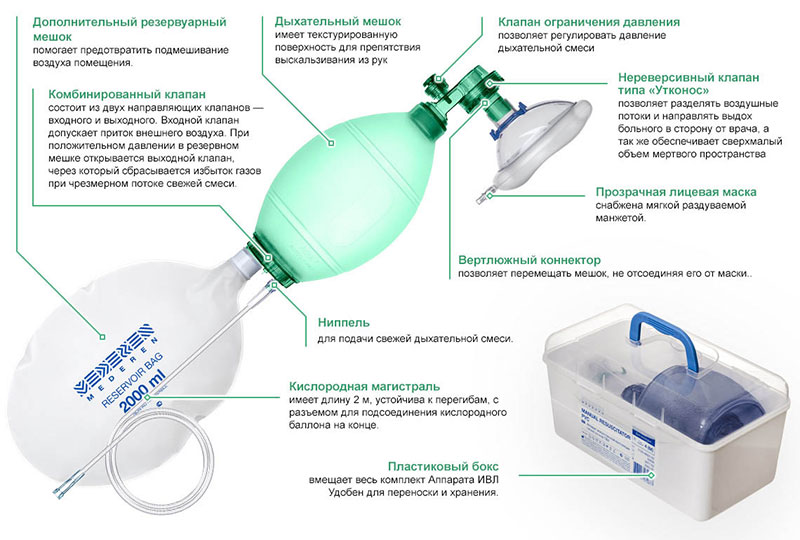 Дополнительный резервуарный
мешок
помогает предотвратить подмешивание
воздуха помещения.
Дыхательный мешок
имеет текстурированную
поверхность для препятствия
выскальзивания из рук
Клапан ограничения давления
позволяет регулировать давление
дыхательной смеси
Комбинированный клапан
состоит из двух направляющих клапанов —
входного и выходного. Входной клапан
допускает приток внешнего воздуха. При
положительном давлении в резервном
мешке открывается выходной клапан,
через который сбрасывается избыток газов
при чрезмерном потоке свежей смеси.
Нереверсивный клапан
типа «Утконос»
позволяет разделять воздушные
потоки и направлять выдох
больного в сторону от врача, а
так же обеспечивает сверхмалый
объем мертвого пространства
Прозрачная лицевая маска
снабжена мягкой раздуваемой
манжетой.
Вертлюжный коннектор
позволяет перемещать мешок, не отсоединяя его от маски..
Ниппель
для подачи свежей дыхательной смеси.
MEDEREN
RESERVOIR BAG
2000 ml
Кислородная магистраль
имеет длину 2 м, устойчива к перегибам, с
разъемом для подсоединения кислородного
баллона на конце.
Пластиковый бокс
вмещает весь комплект Аппарата ИВЛ
Удобен для переноски и хранения.
MANUAL RESUSCITATOR
PVC